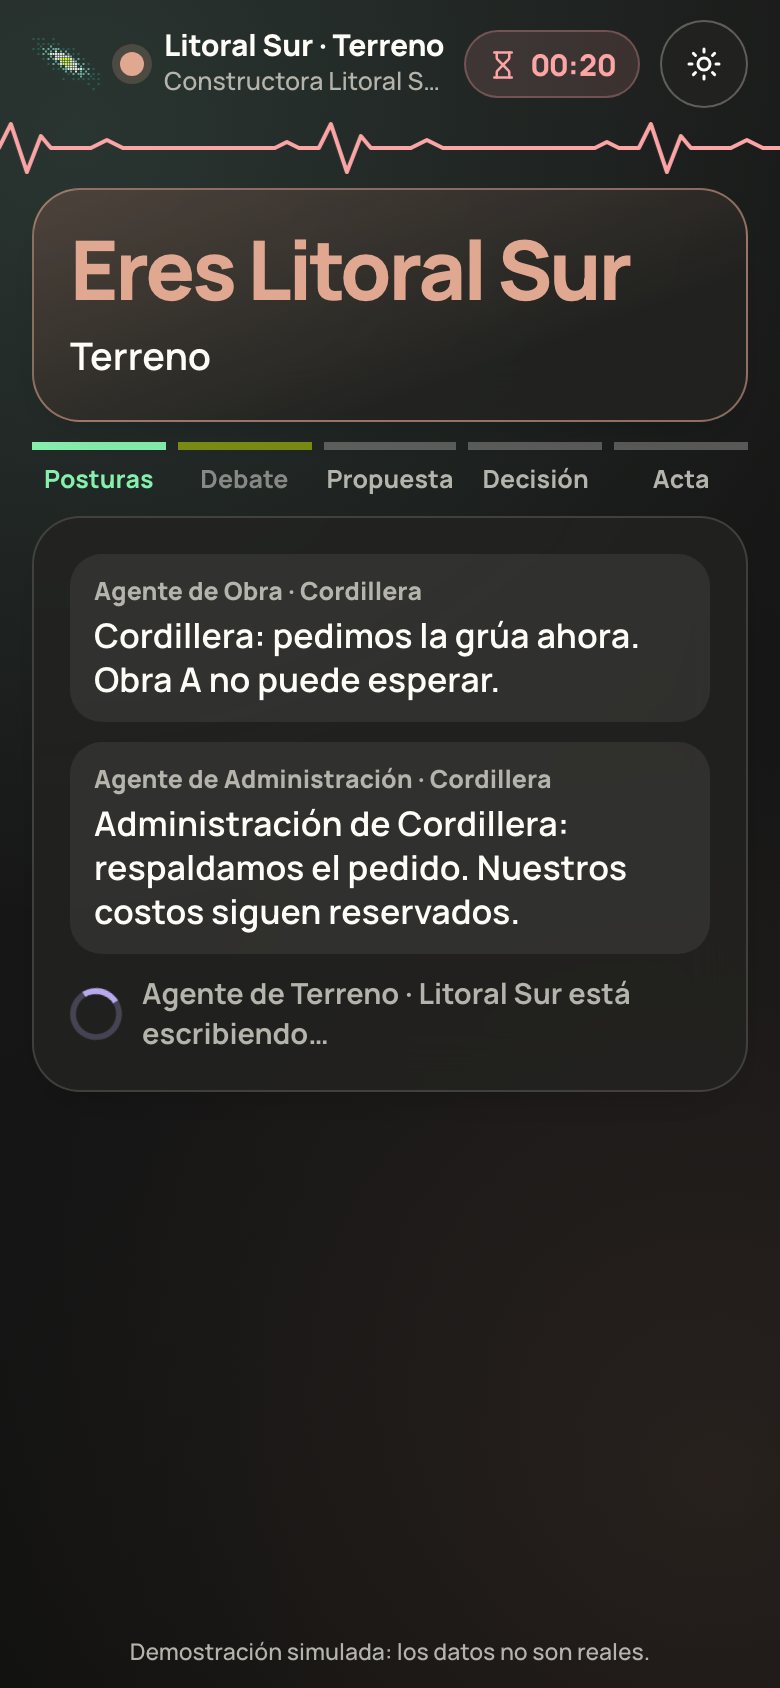 Litoral Sur · Terreno
Constructora Litoral S...
00:20
Eres Litoral Sur
Terreno
Posturas
Debate
Propuesta
Decisión
Acta
Agente de Obra · Cordillera
Cordillera: pedimos la grúa ahora.
Obra A no puede esperar.
Agente de Administración · Cordillera
Administración de Cordillera:
respaldamos el pedido. Nuestros
costos siguen reservados.
Agente de Terreno · Litoral Sur está
escribiendo...
Demostración simulada: los datos no son reales.